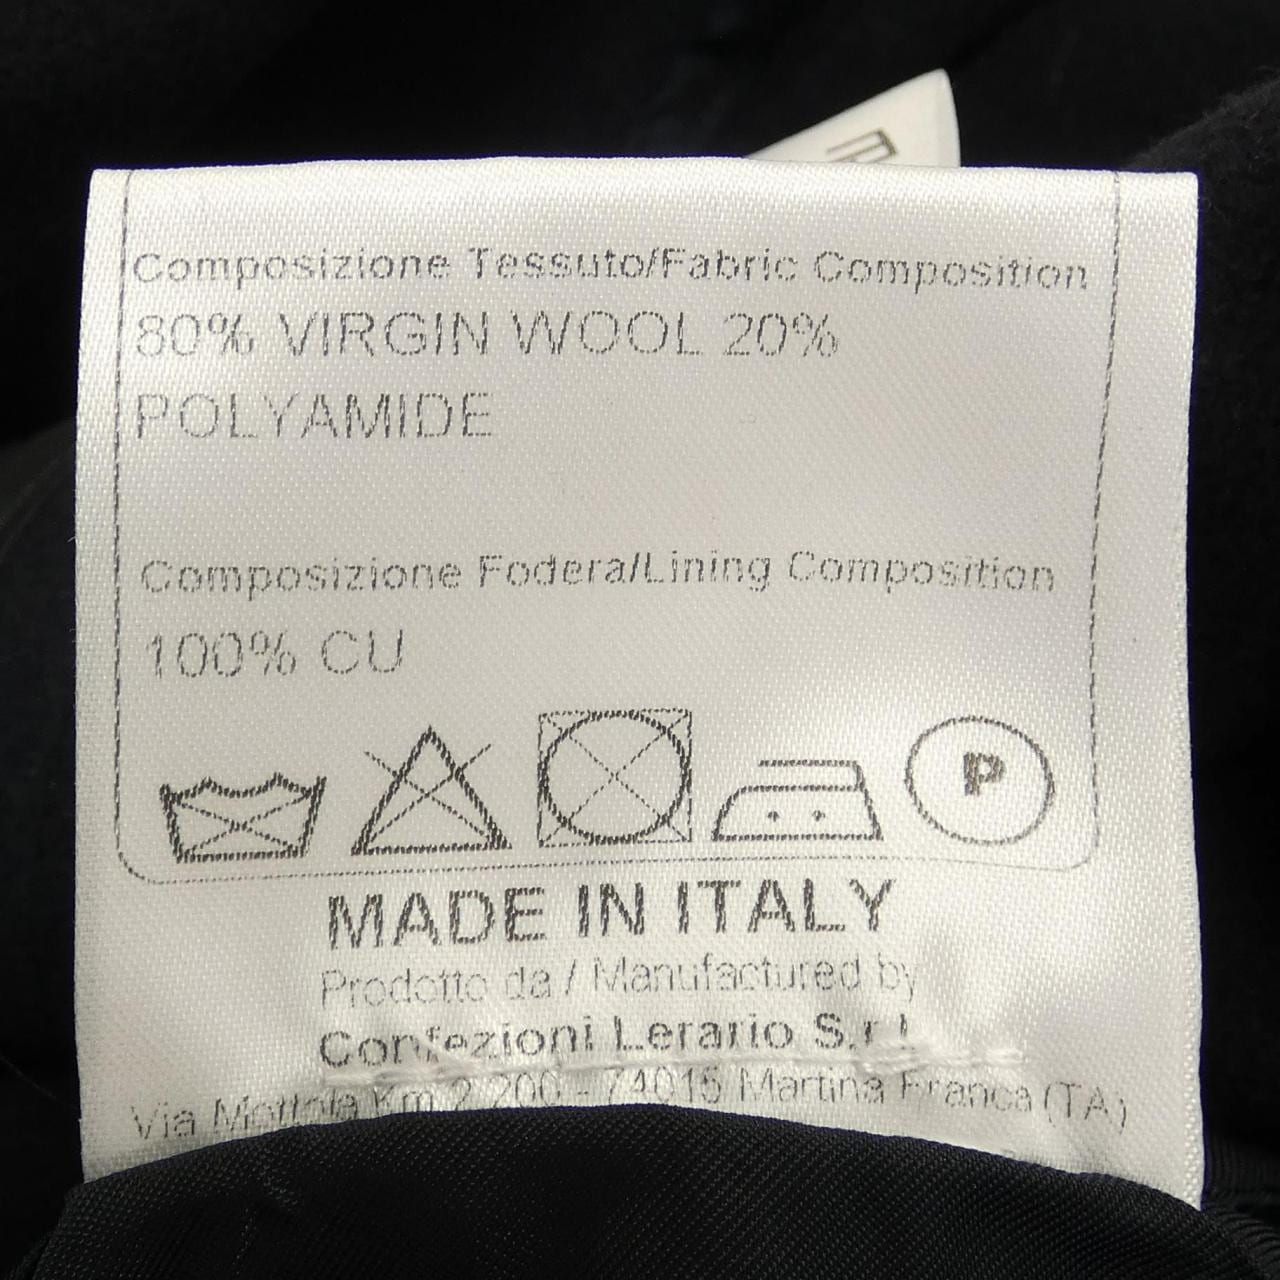 Composizione Tessuto/Fabric Composition
80% VIRGIN WOOL 20%
POLYAMIDE
Composizione Fodera/Lining Composition
100% CU
P
MADE IN ITALY
Prodotto da / Manufactured by
Confezioni Lerario S.r.l.
Via Mottola Km 2.200 - 74015 Martina Franca (TA)